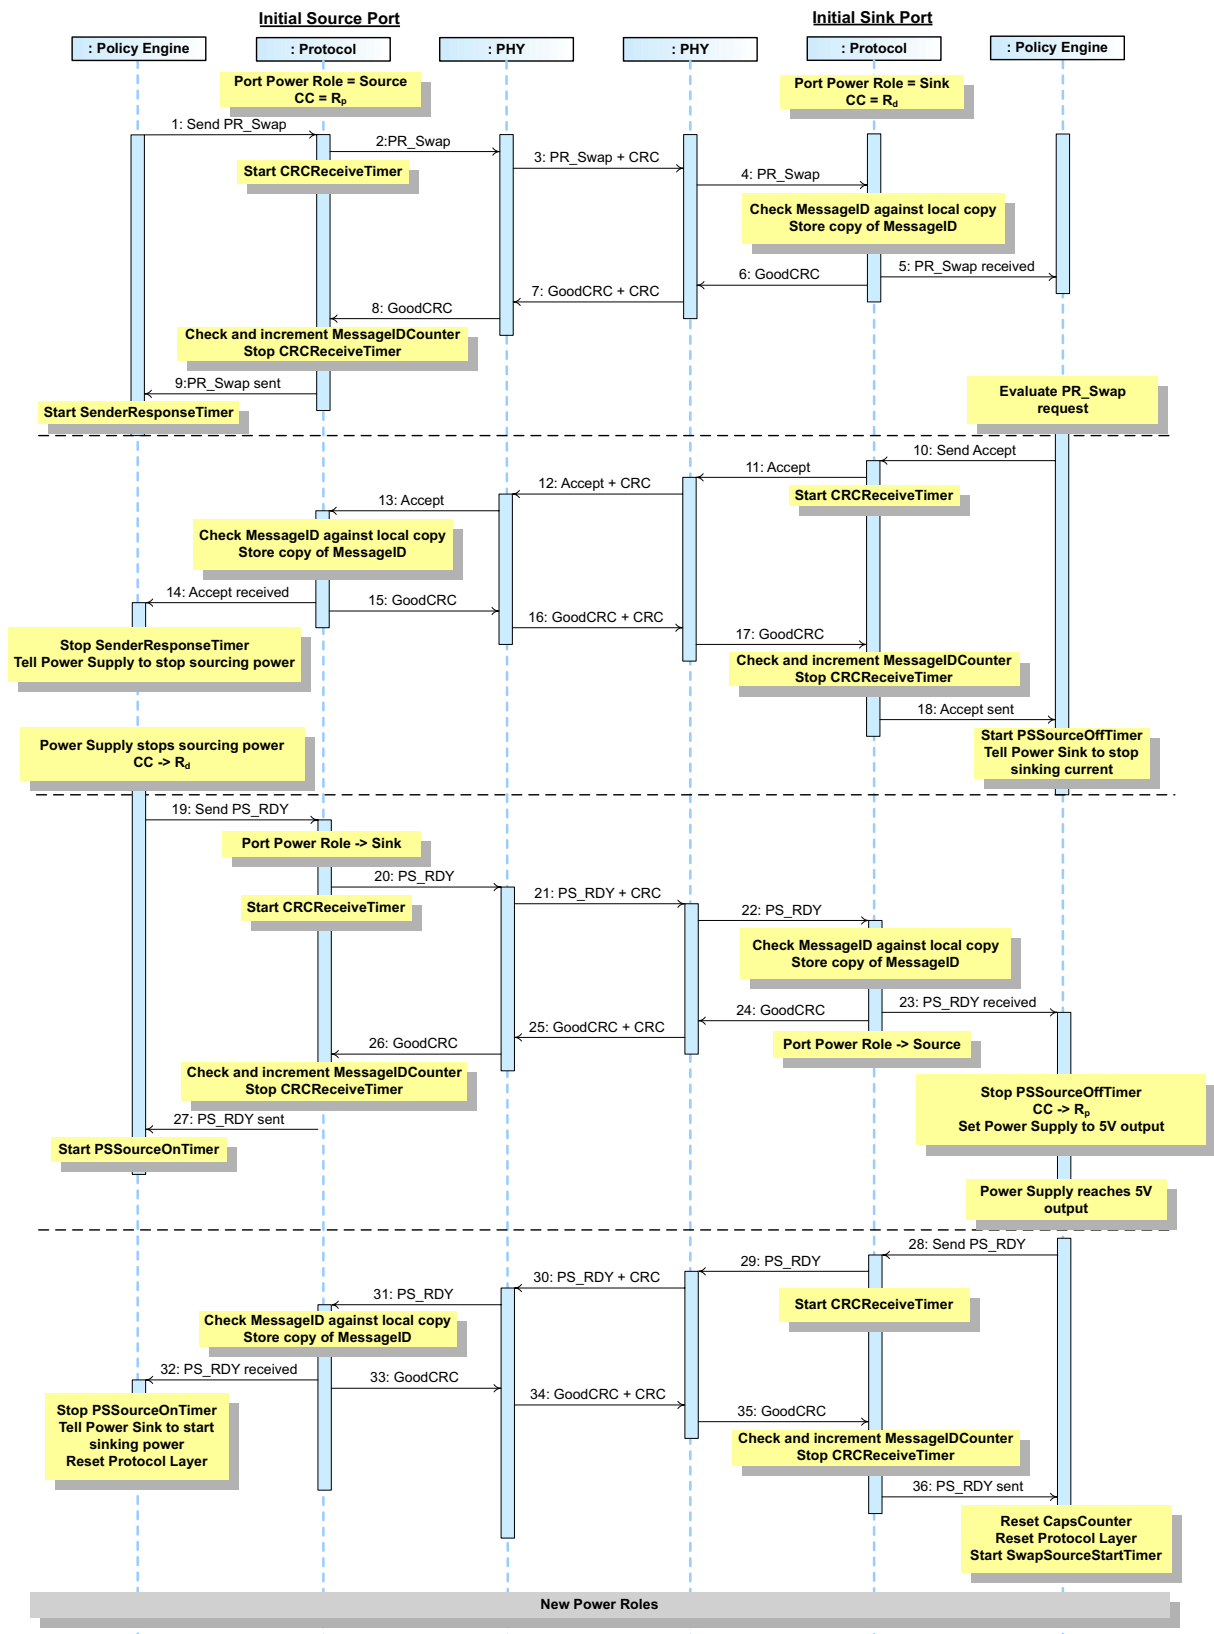 Initial Source Port
Initial Sink Port
: Policy Engine
: Protocol
: PHY
: PHY
: Protocol
: Policy Engine
Port Power Role = Source
CC = Rp
Port Power Role = Sink
CC = Rd
1: Send PR_Swap
2:PR_Swap
Start CRCReceiveTimer
3: PR_Swap + CRC
4: PR_Swap
Check MessageID against local copy
Store copy of MessageID
5: PR_Swap received
6: GoodCRC
7: GoodCRC + CRC
8: GoodCRC
Check and increment MessageIDCounter
Stop CRCReceiveTimer
9:PR_Swap sent
Start SenderResponseTimer
Evaluate PR_Swap
request
10: Send Accept
11: Accept
Start CRCReceiveTimer
12: Accept + CRC
13: Accept
Check MessageID against local copy
Store copy of MessageID
14: Accept received
15: GoodCRC
16: GoodCRC + CRC
17: GoodCRC
Stop SenderResponseTimer
Tell Power Supply to stop sourcing power
Check and increment MessageIDCounter
Stop CRCReceiveTimer
18: Accept sent
Power Supply stops sourcing power
CC -> Rd
Start PSSourceOffTimer
Tell Power Sink to stop
sinking current
19: Send PS_RDY
Port Power Role -> Sink
20: PS_RDY
Start CRCReceiveTimer
21: PS_RDY + CRC
22: PS_RDY
Check MessageID against local copy
Store copy of MessageID
23: PS_RDY received
24: GoodCRC
25: GoodCRC + CRC
26: GoodCRC
Port Power Role -> Source
Check and increment MessageIDCounter
Stop CRCReceiveTimer
Stop PSSourceOffTimer
CC -> Rp
Set Power Supply to 5V output
27: PS_RDY sent
Start PSSourceOnTimer
Power Supply reaches 5V
output
28: Send PS_RDY
29: PS_RDY
30: PS_RDY + CRC
31: PS_RDY
Start CRCReceiveTimer
Check MessageID against local copy
Store copy of MessageID
32: PS_RDY received
33: GoodCRC
34: GoodCRC + CRC
35: GoodCRC
Stop PSSourceOnTimer
Tell Power Sink to start
sinking power
Reset Protocol Layer
Check and increment MessageIDCounter
Stop CRCReceiveTimer
36: PS_RDY sent
Reset CapsCounter
Reset Protocol Layer
Start SwapSourceStartTimer
New Power Roles